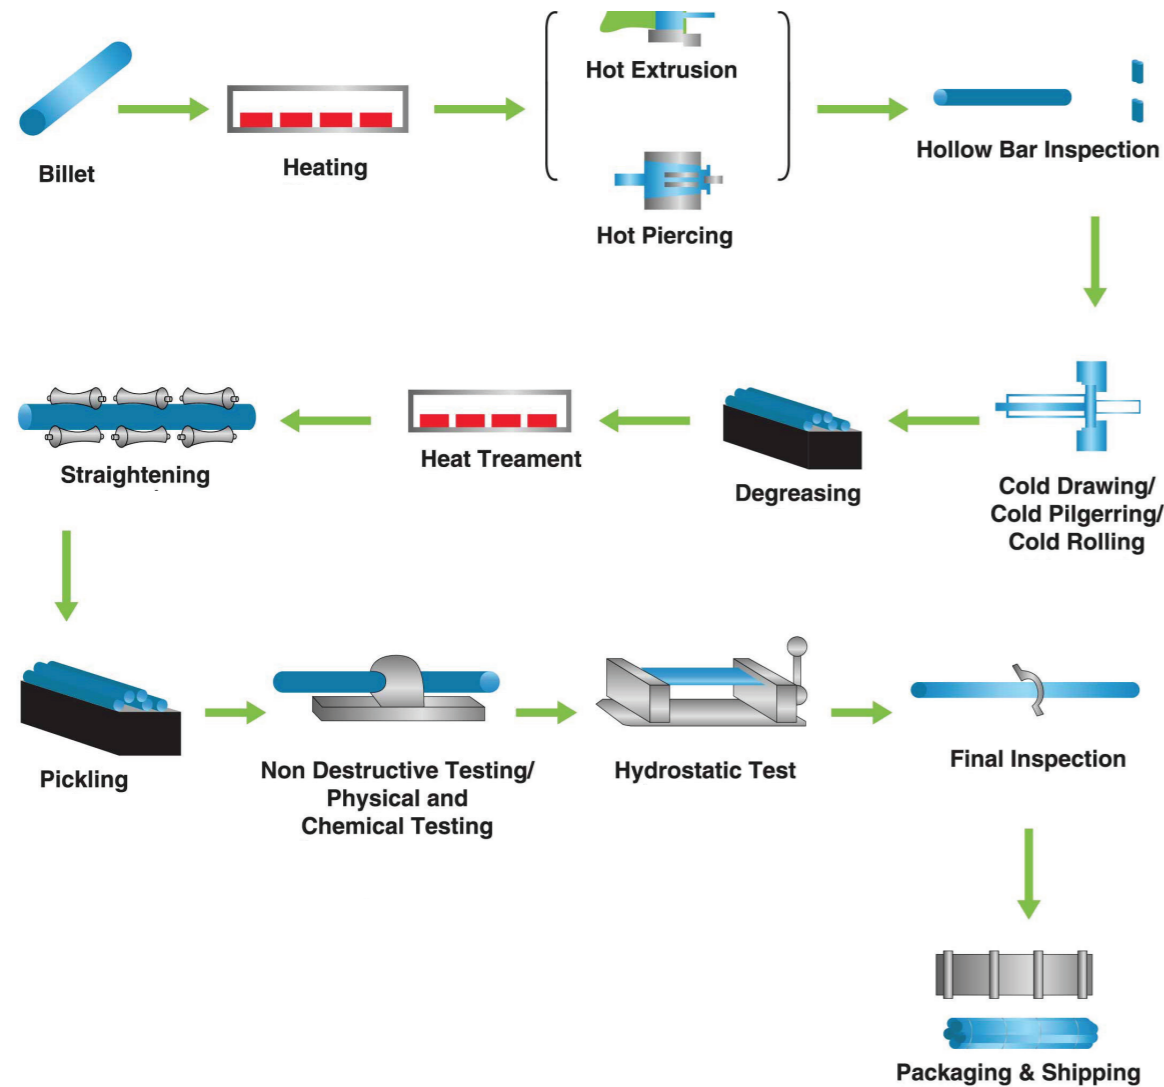 Hot Extrusion
Billet
Heating
Hollow Bar Inspection
Hot Piercing
Straightening
Heat Treament
Degreasing
Cold Drawing/
Cold Pilgerring/
Cold Rolling
Pickling
Non Destructive Testing/
Physical and
Chemical Testing
Hydrostatic Test
Final Inspection
Packaging & Shipping